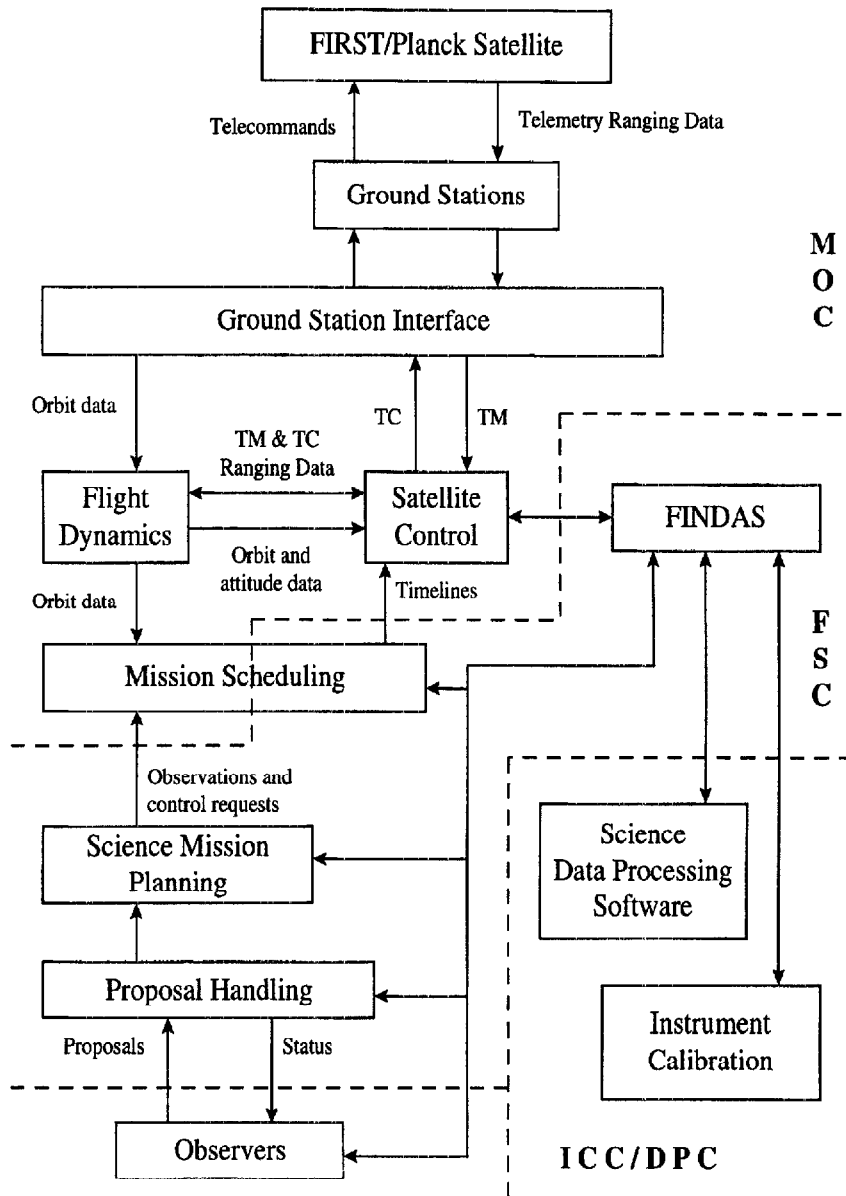 FIRST/Planck Satellite
Telecommands
Telemetry Ranging Data
Ground Stations
M
O
C
Ground Station Interface
Orbit data
TM & TC
Ranging Data
TC
TM
Flight
Dynamics
Satellite
Control
FINDAS
Orbit and
attitude data
Orbit data
Timelines
F
S
C
Mission Scheduling
Observations and
control requests
Science Mission
Planning
Science
Data Processing
Software
Proposal Handling
Instrument
Calibration
Proposals
Status
Observers
ICC/DPC